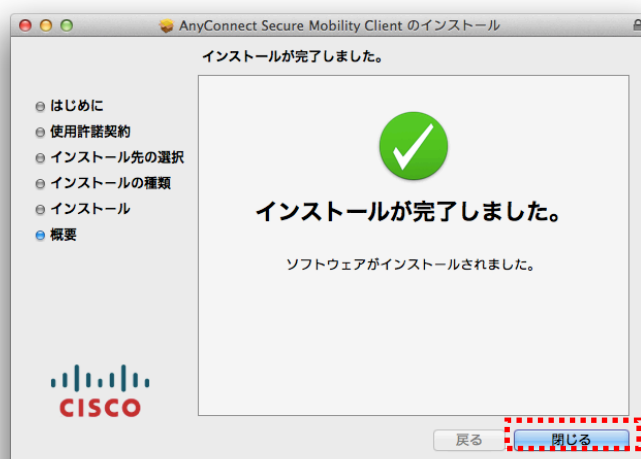 AnyConnect Secure Mobility Client のインストール
インストールが完了しました。
はじめに
使用許諾契約
インストール先の選択
インストールの種類
インストール
概要
インストールが完了しました。
ソフトウェアがインストールされました。
CISCO
戻る
閉じる